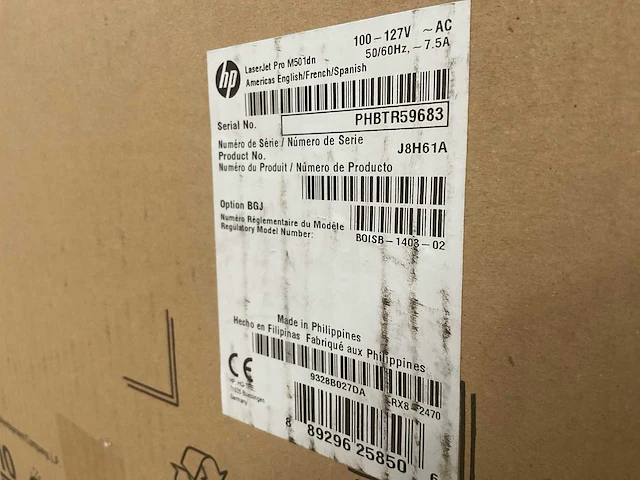 hp
LaserJet Pro M501dn
Americas English/French/Spanish
100-127V ~ AC
50/60Hz, ~ 7.5A
Serial No.
PHBTR59683
Numéro de Série / Número de Serie
Product No.
J8H61A
Numéro du Produit / Número de Producto
Option BGJ
Numéro Réglementaire du Modèle
Regulatory Model Number:
BOISB-1403-02
Made in Philippines
Hecho en Filipinas Fabriqué aux Philippines
CE
9328B027DA
RX8-2470
Germany
8 89296 25850 6